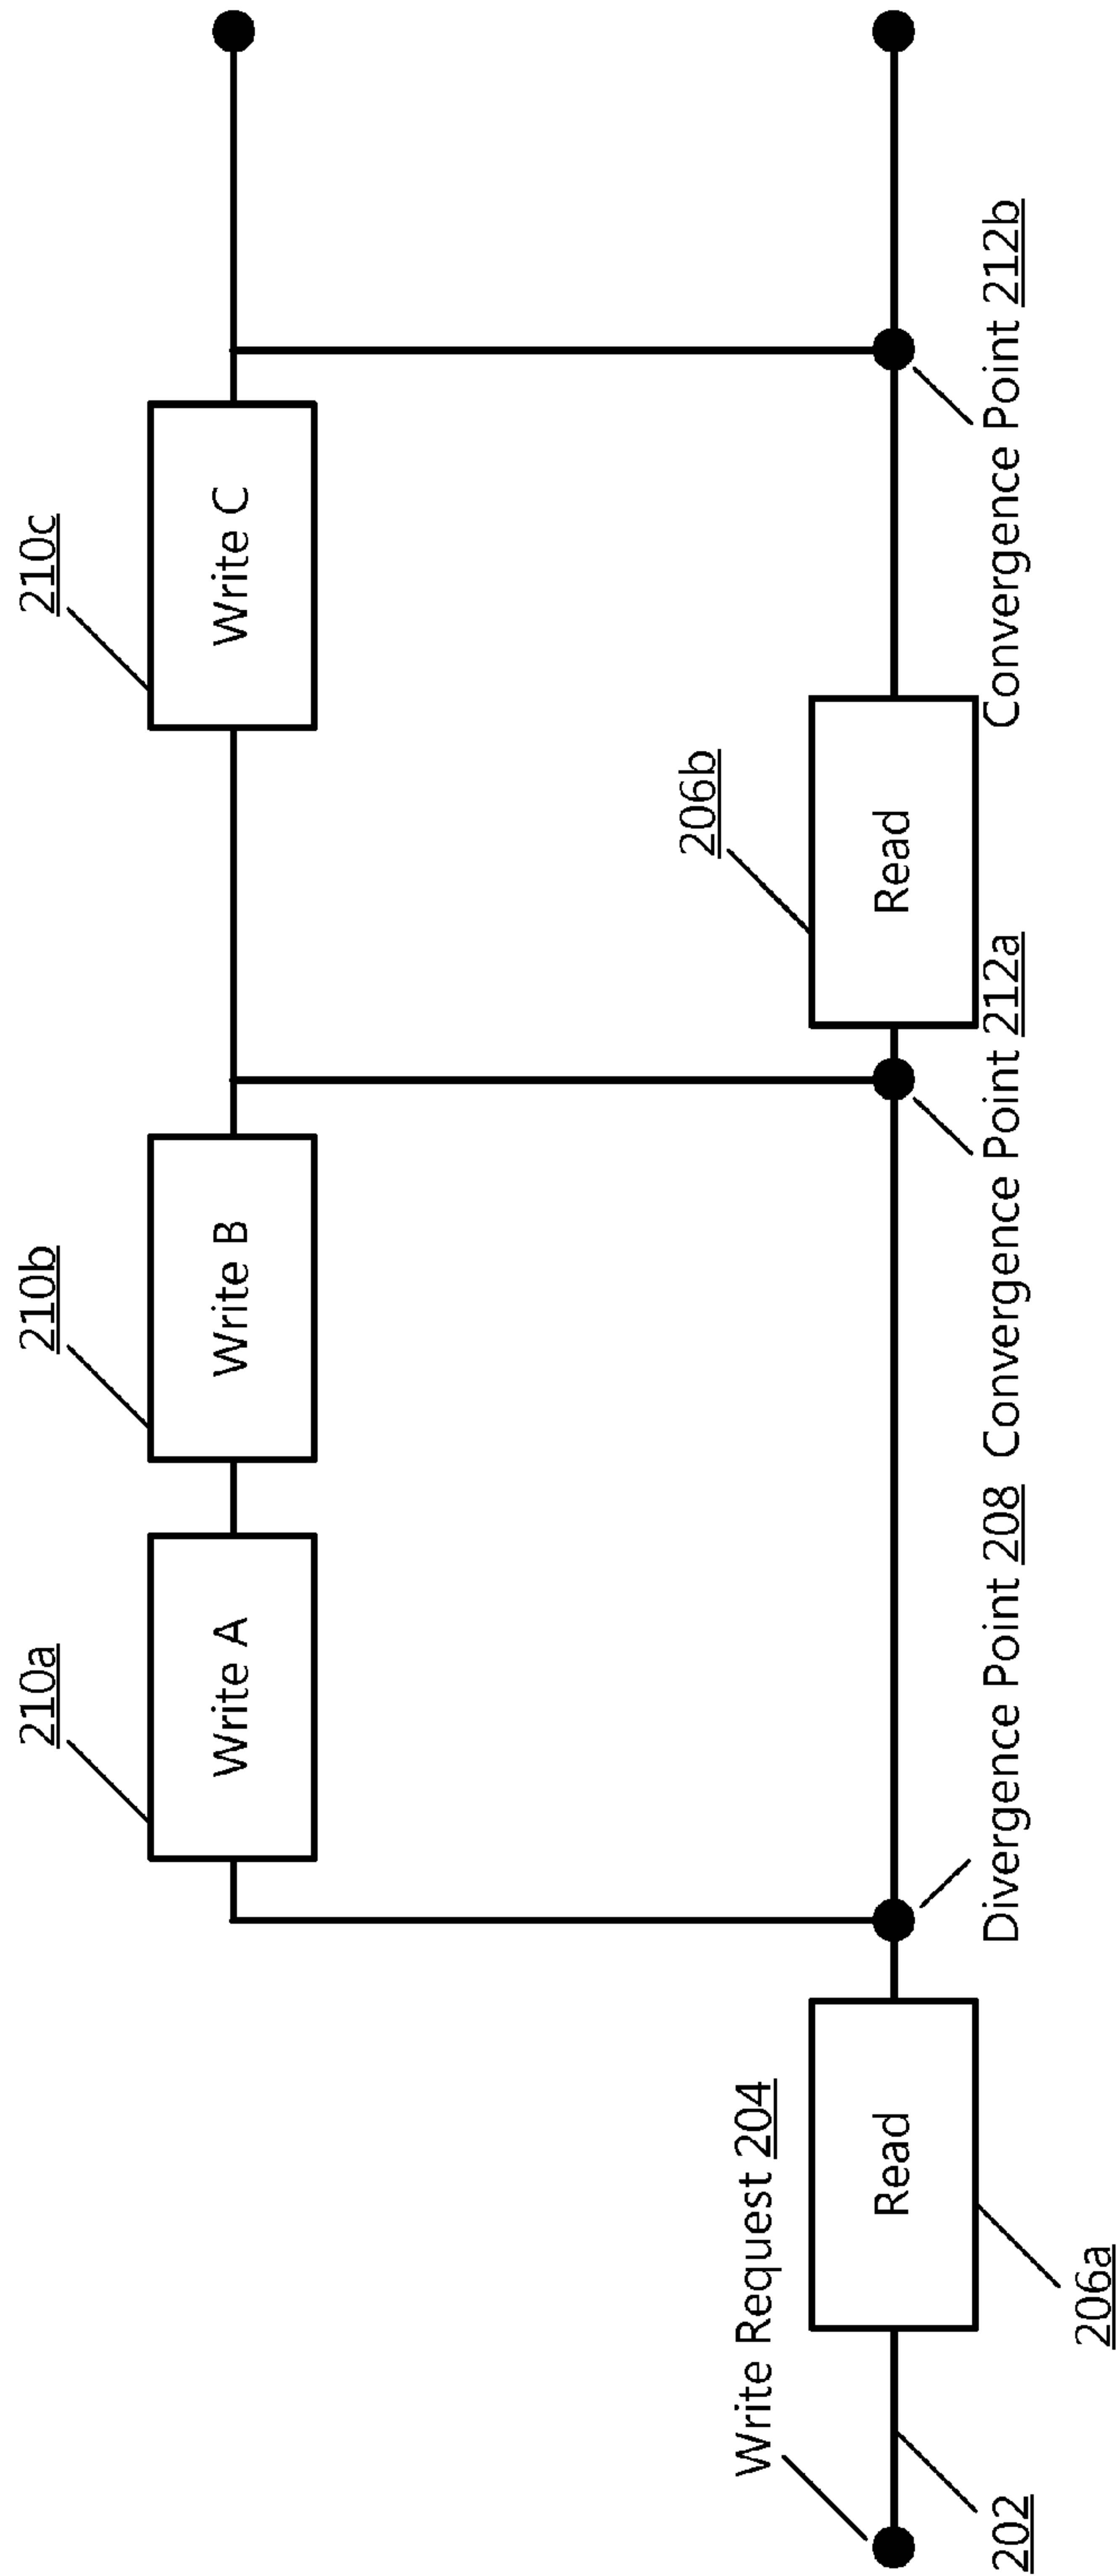 210a
210b
210c
Write A
Write B
Write C
Write Request 204
206b
Read
Read
202
206a
Divergence Point 208
Convergence Point 212a
Convergence Point 212b